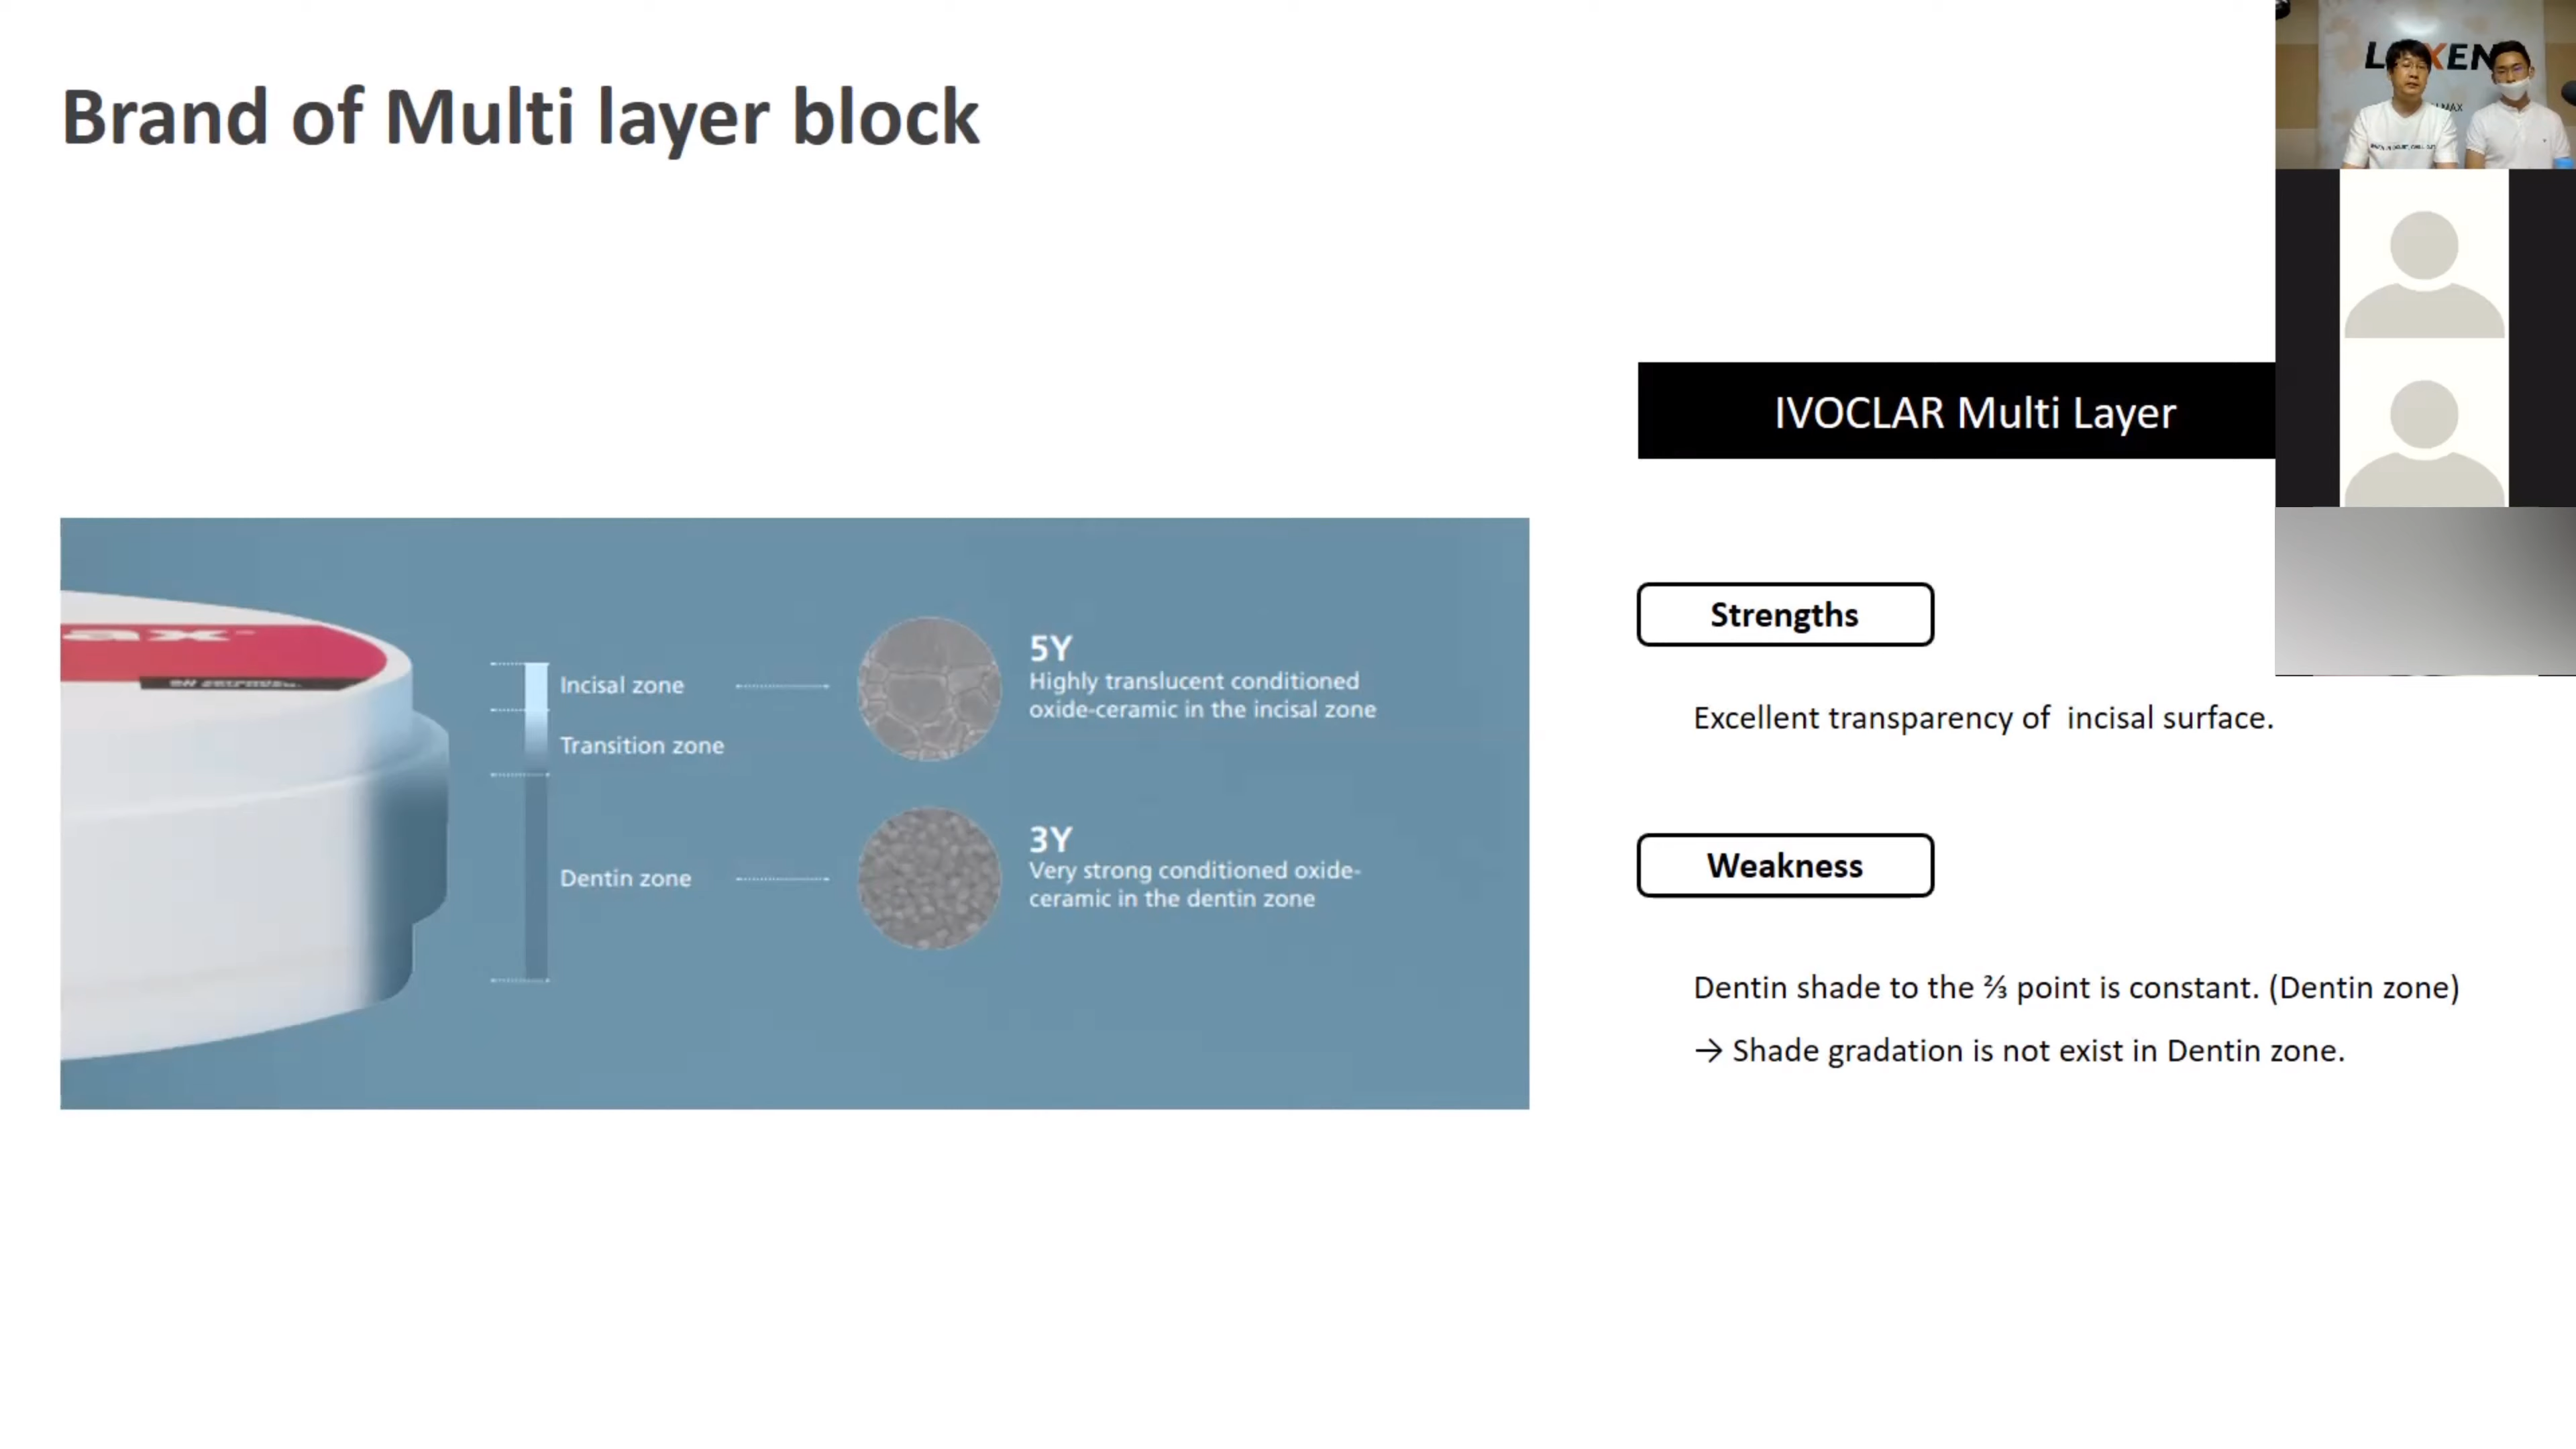 Brand of Multi layer block
IVOCLAR Multi Layer
Strengths
Excellent transparency of incisal surface.
Weakness
Dentin shade to the ⅔ point is constant. (Dentin zone)
→ Shade gradation is not exist in Dentin zone.
ax
Incisal zone
Transition zone
Dentin zone
5Y
Highly translucent conditioned
oxide-ceramic in the incisal zone
3Y
Very strong conditioned oxide-
ceramic in the dentin zone
MAX